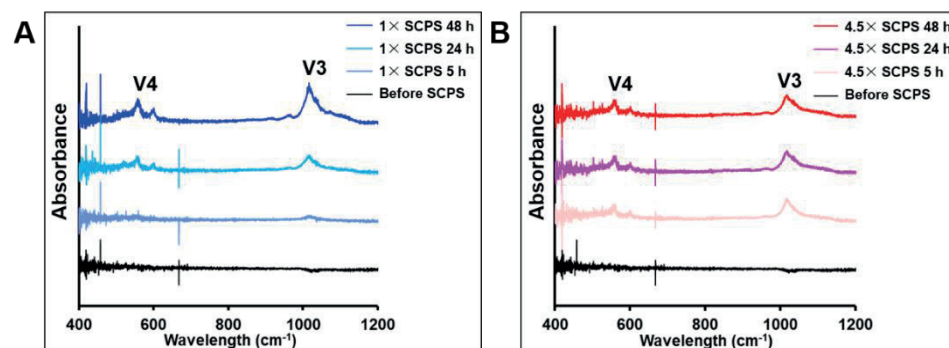 A
1× SCPS 48 h
1× SCPS 24 h
1× SCPS 5 h
Before SCPS
V4
V3
Absorbance
400 600 800 1000 1200
Wavelength (cm⁻¹)
B
4.5× SCPS 48 h
4.5× SCPS 24 h
4.5× SCPS 5 h
Before SCPS
V4
V3
Absorbance
400 600 800 1000 1200
Wavelength (cm⁻¹)